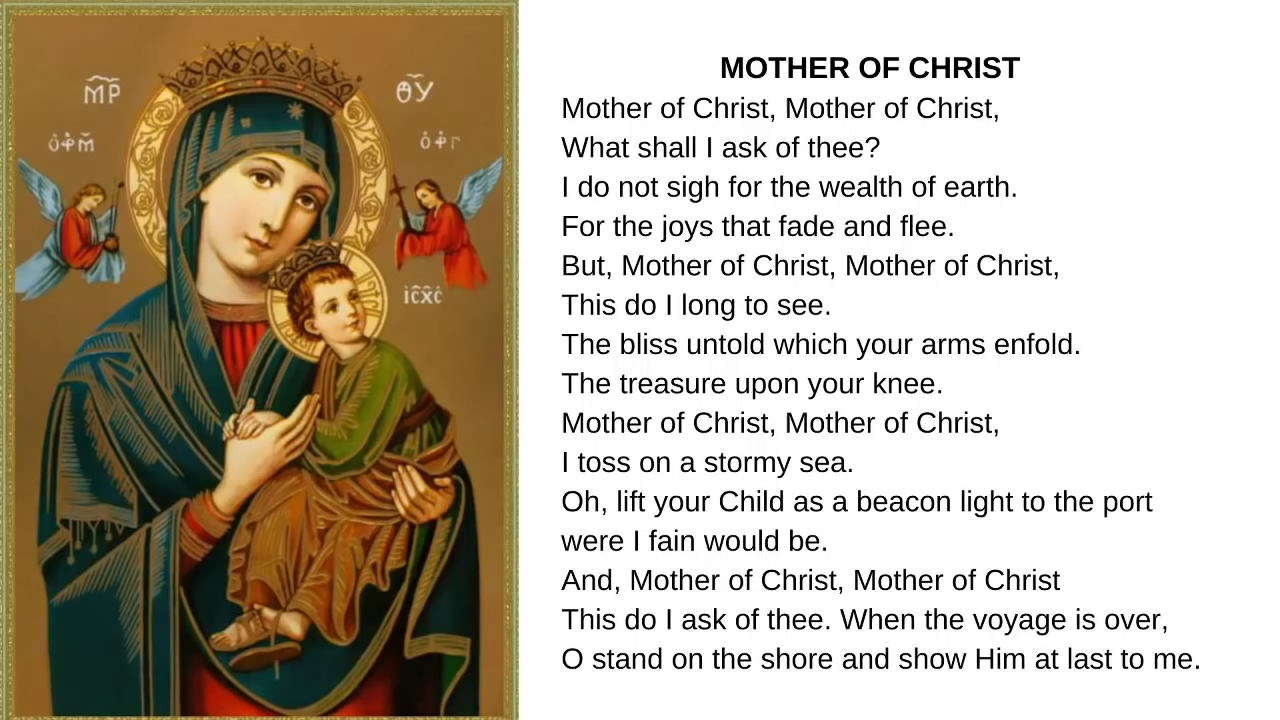 MOTHER OF CHRIST
Mother of Christ, Mother of Christ,
What shall I ask of thee?
I do not sigh for the wealth of earth.
For the joys that fade and flee.
But, Mother of Christ, Mother of Christ,
This do I long to see.
The bliss untold which your arms enfold.
The treasure upon your knee.
Mother of Christ, Mother of Christ,
I toss on a stormy sea.
Oh, lift your Child as a beacon light to the port
were I fain would be.
And, Mother of Christ, Mother of Christ
This do I ask of thee. When the voyage is over,
O stand on the shore and show Him at last to me.
ΜΡ
ΘΥ